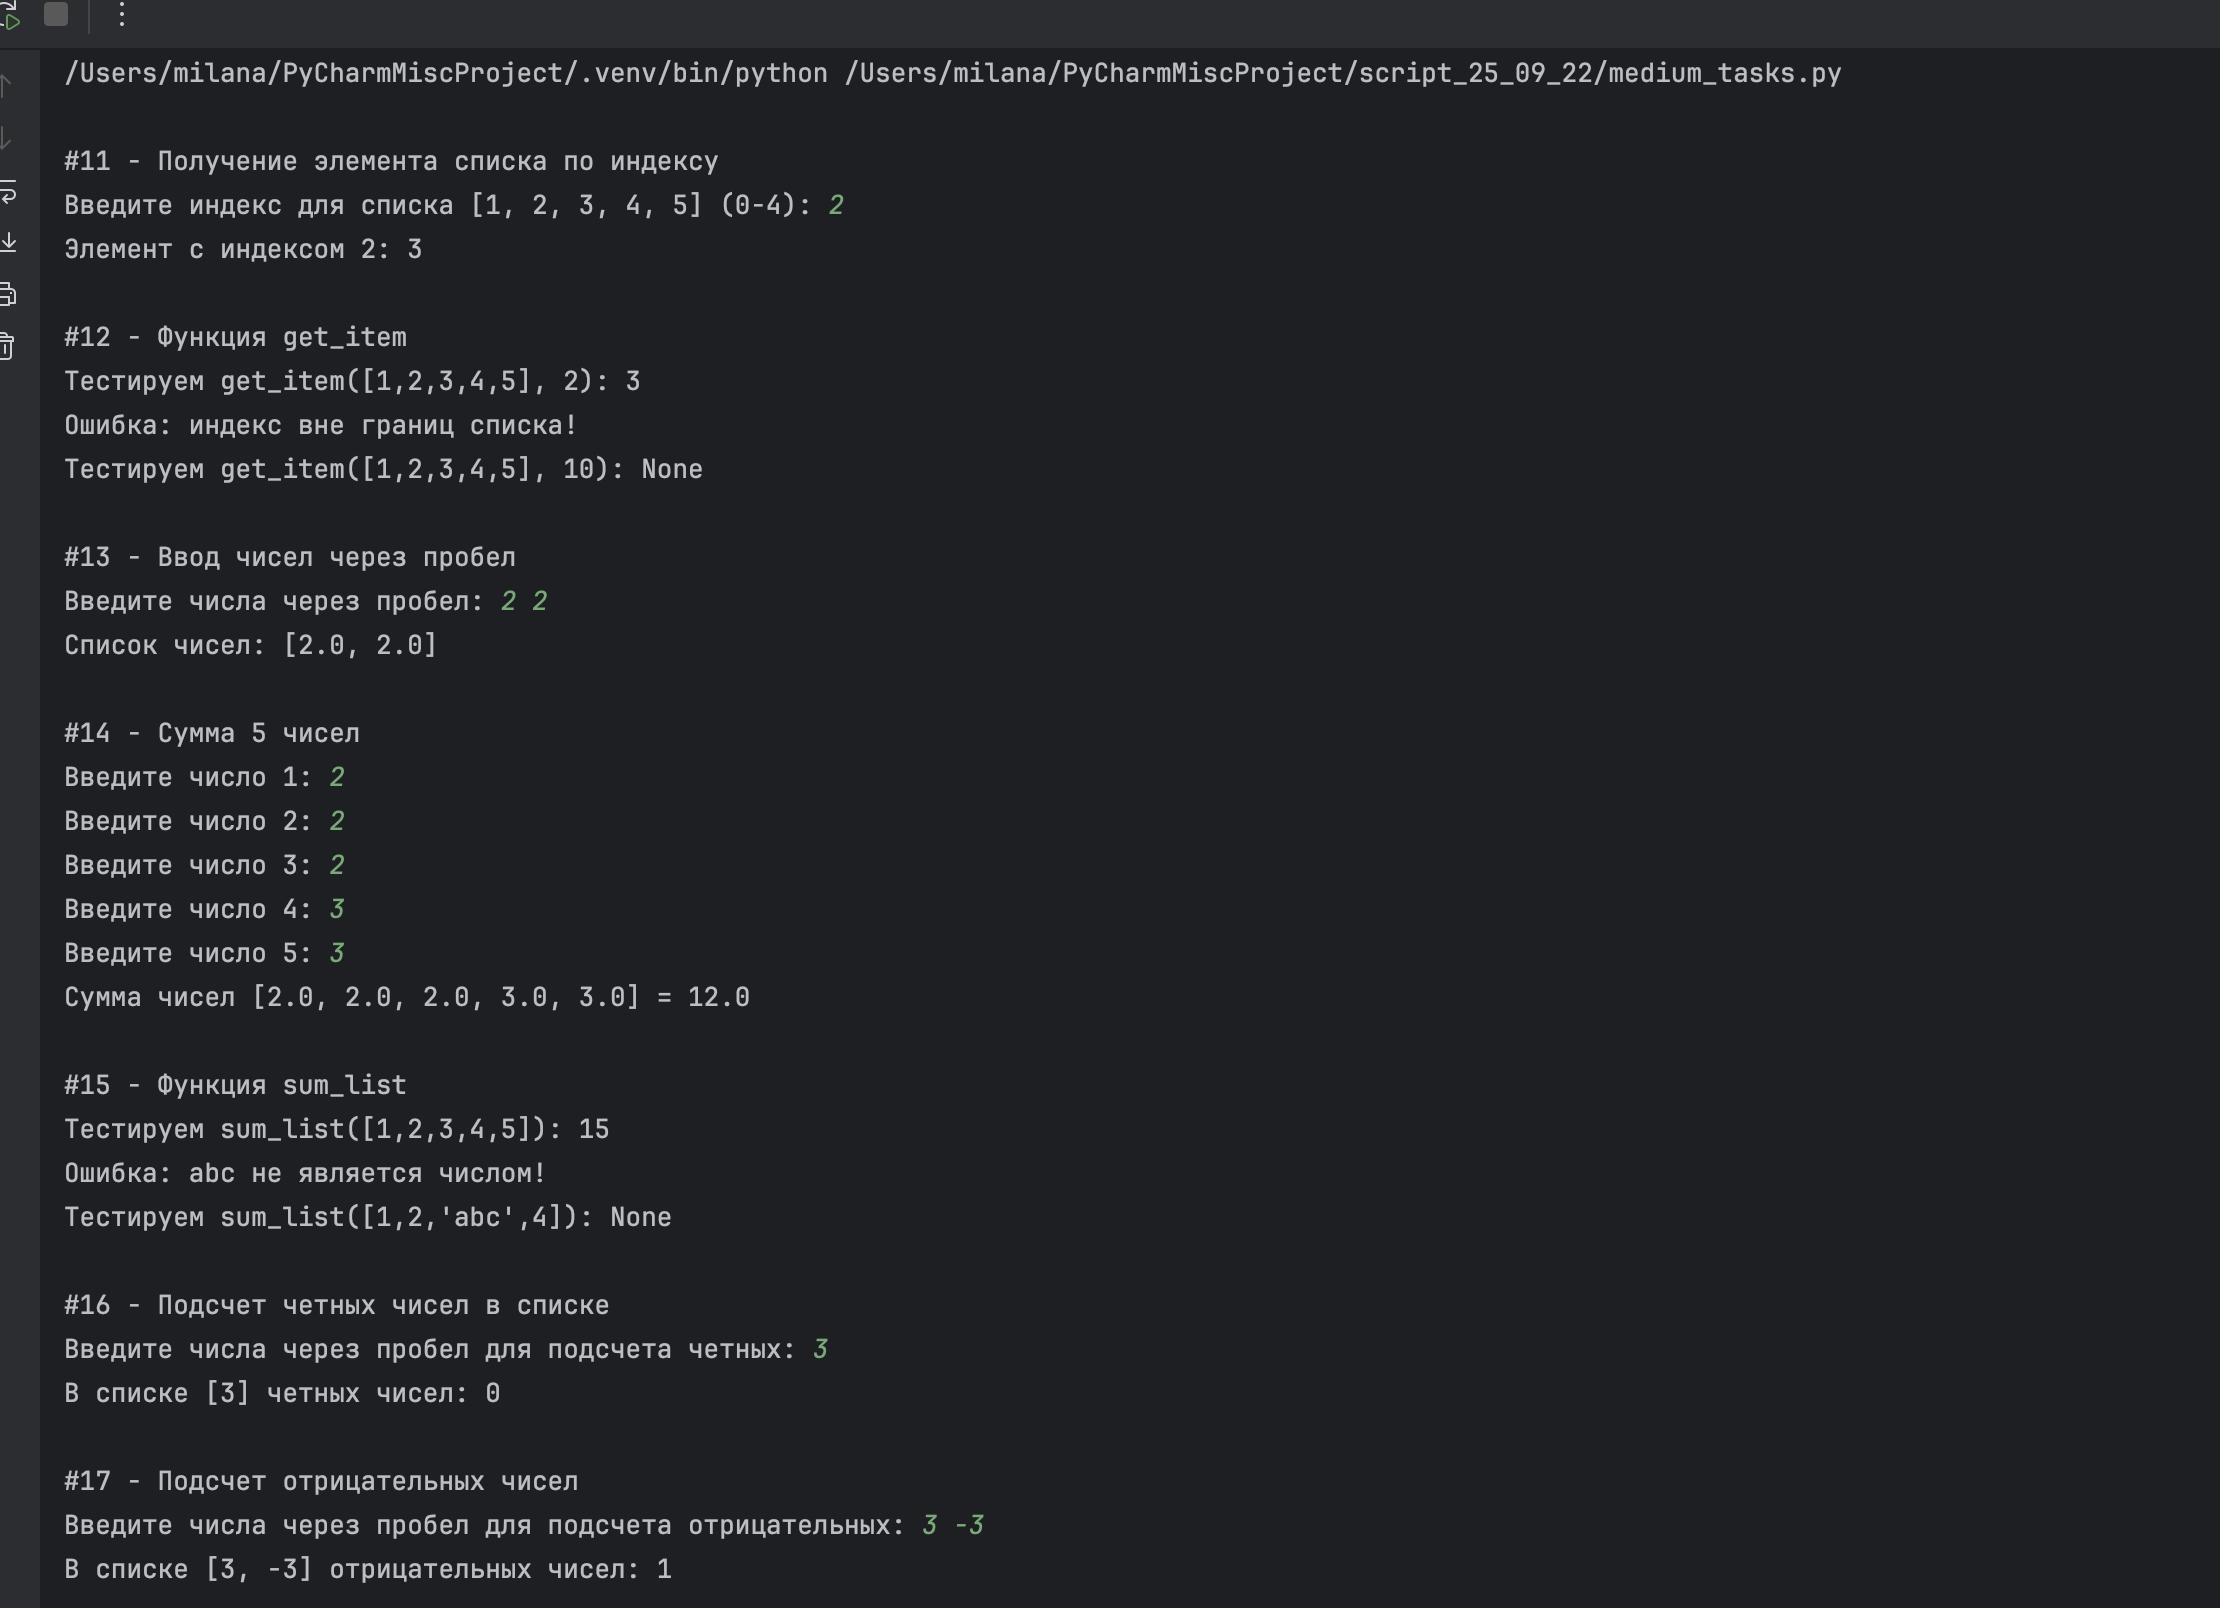 /Users/milana/PyCharmMiscProject/.venv/bin/python /Users/milana/PyCharmMiscProject/script_25_09_22/medium_tasks.py
#11 - Получение элемента списка по индексу
Введите индекс для списка [1, 2, 3, 4, 5] (0-4): 2
Элемент с индексом 2: 3
#12 - Функция get_item
Тестируем get_item([1,2,3,4,5], 2): 3
Ошибка: индекс вне границ списка!
Тестируем get_item([1,2,3,4,5], 10): None
#13 - Ввод чисел через пробел
Введите числа через пробел: 2 2
Список чисел: [2.0, 2.0]
#14 - Сумма 5 чисел
Введите число 1: 2
Введите число 2: 2
Введите число 3: 2
Введите число 4: 3
Введите число 5: 3
Сумма чисел [2.0, 2.0, 2.0, 3.0, 3.0] = 12.0
#15 - Функция sum_list
Тестируем sum_list([1,2,3,4,5]): 15
Ошибка: abc не является числом!
Тестируем sum_list([1,2,'abc',4]): None
#16 - Подсчет четных чисел в списке
Введите числа через пробел для подсчета четных: 3
В списке [3] четных чисел: 0
#17 - Подсчет отрицательных чисел
Введите числа через пробел для подсчета отрицательных: 3 -3
В списке [3, -3] отрицательных чисел: 1